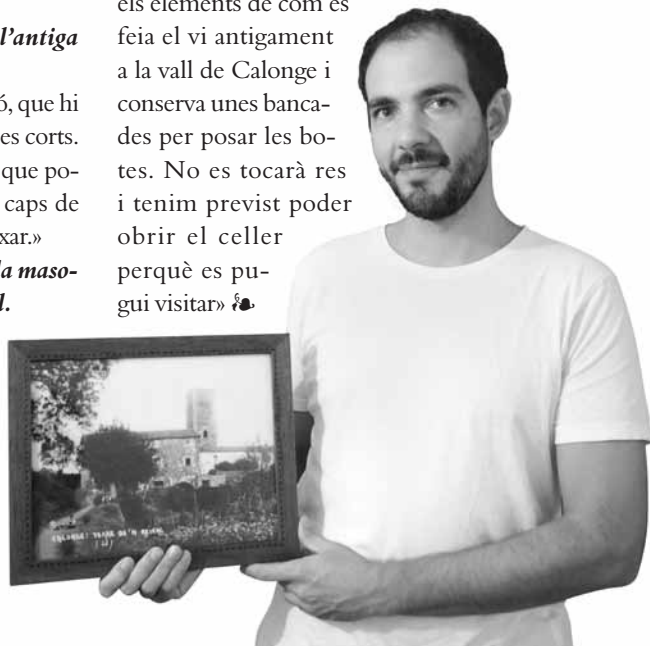 l'antiga
ó, que hi
es corts.
que po-
caps de
xar.»
la maso-
l.
els elements de com es
feia el vi antigament
a la vall de Calonge i
conserva unes banca-
des per posar les bo-
tes. No es tocarà res
i tenim previst poder
obrir el celler
perquè es pu-
gui visitar»
CALONGE: TORRE